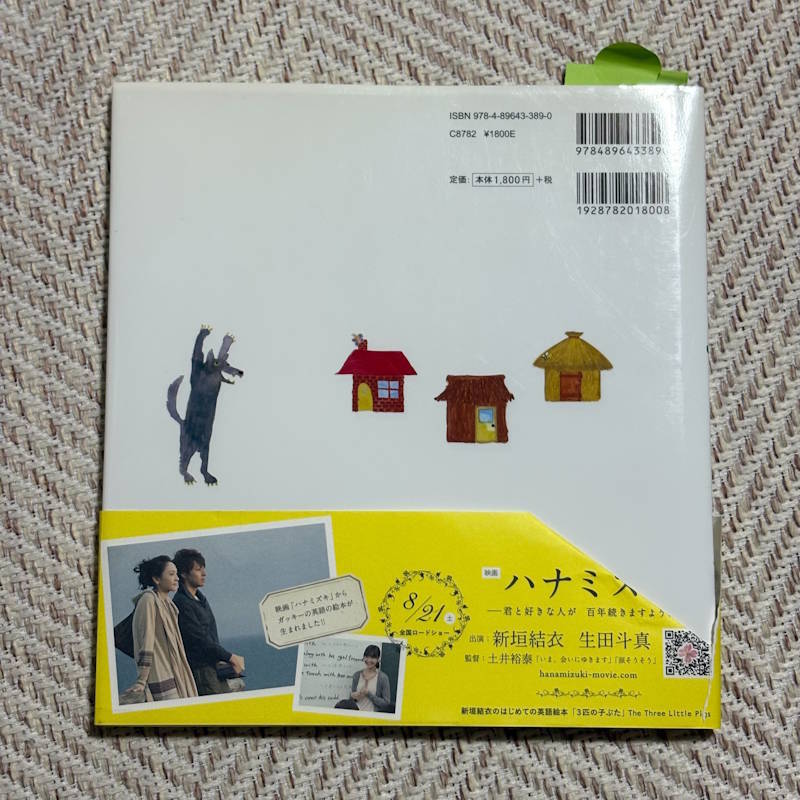 ISBN 978-4-89643-389-0
C8782 ¥1800E
定価：本体1,800円＋税
978489643389
1928782018008
映画「ハナミズキ」から
ガッキーの英語の絵本が
生まれました!!
8/21 土
全国ロードショー
映画
ハナミズ
──君と好きな人が 百年続きますよう
出演：新垣結衣 生田斗真
監督：土井裕泰「いま、会いにゆきます」「涙そうそう」
hanamizuki-movie.com
新垣結衣のはじめての英語絵本「3匹の子ぶた」The Three Little Pigs